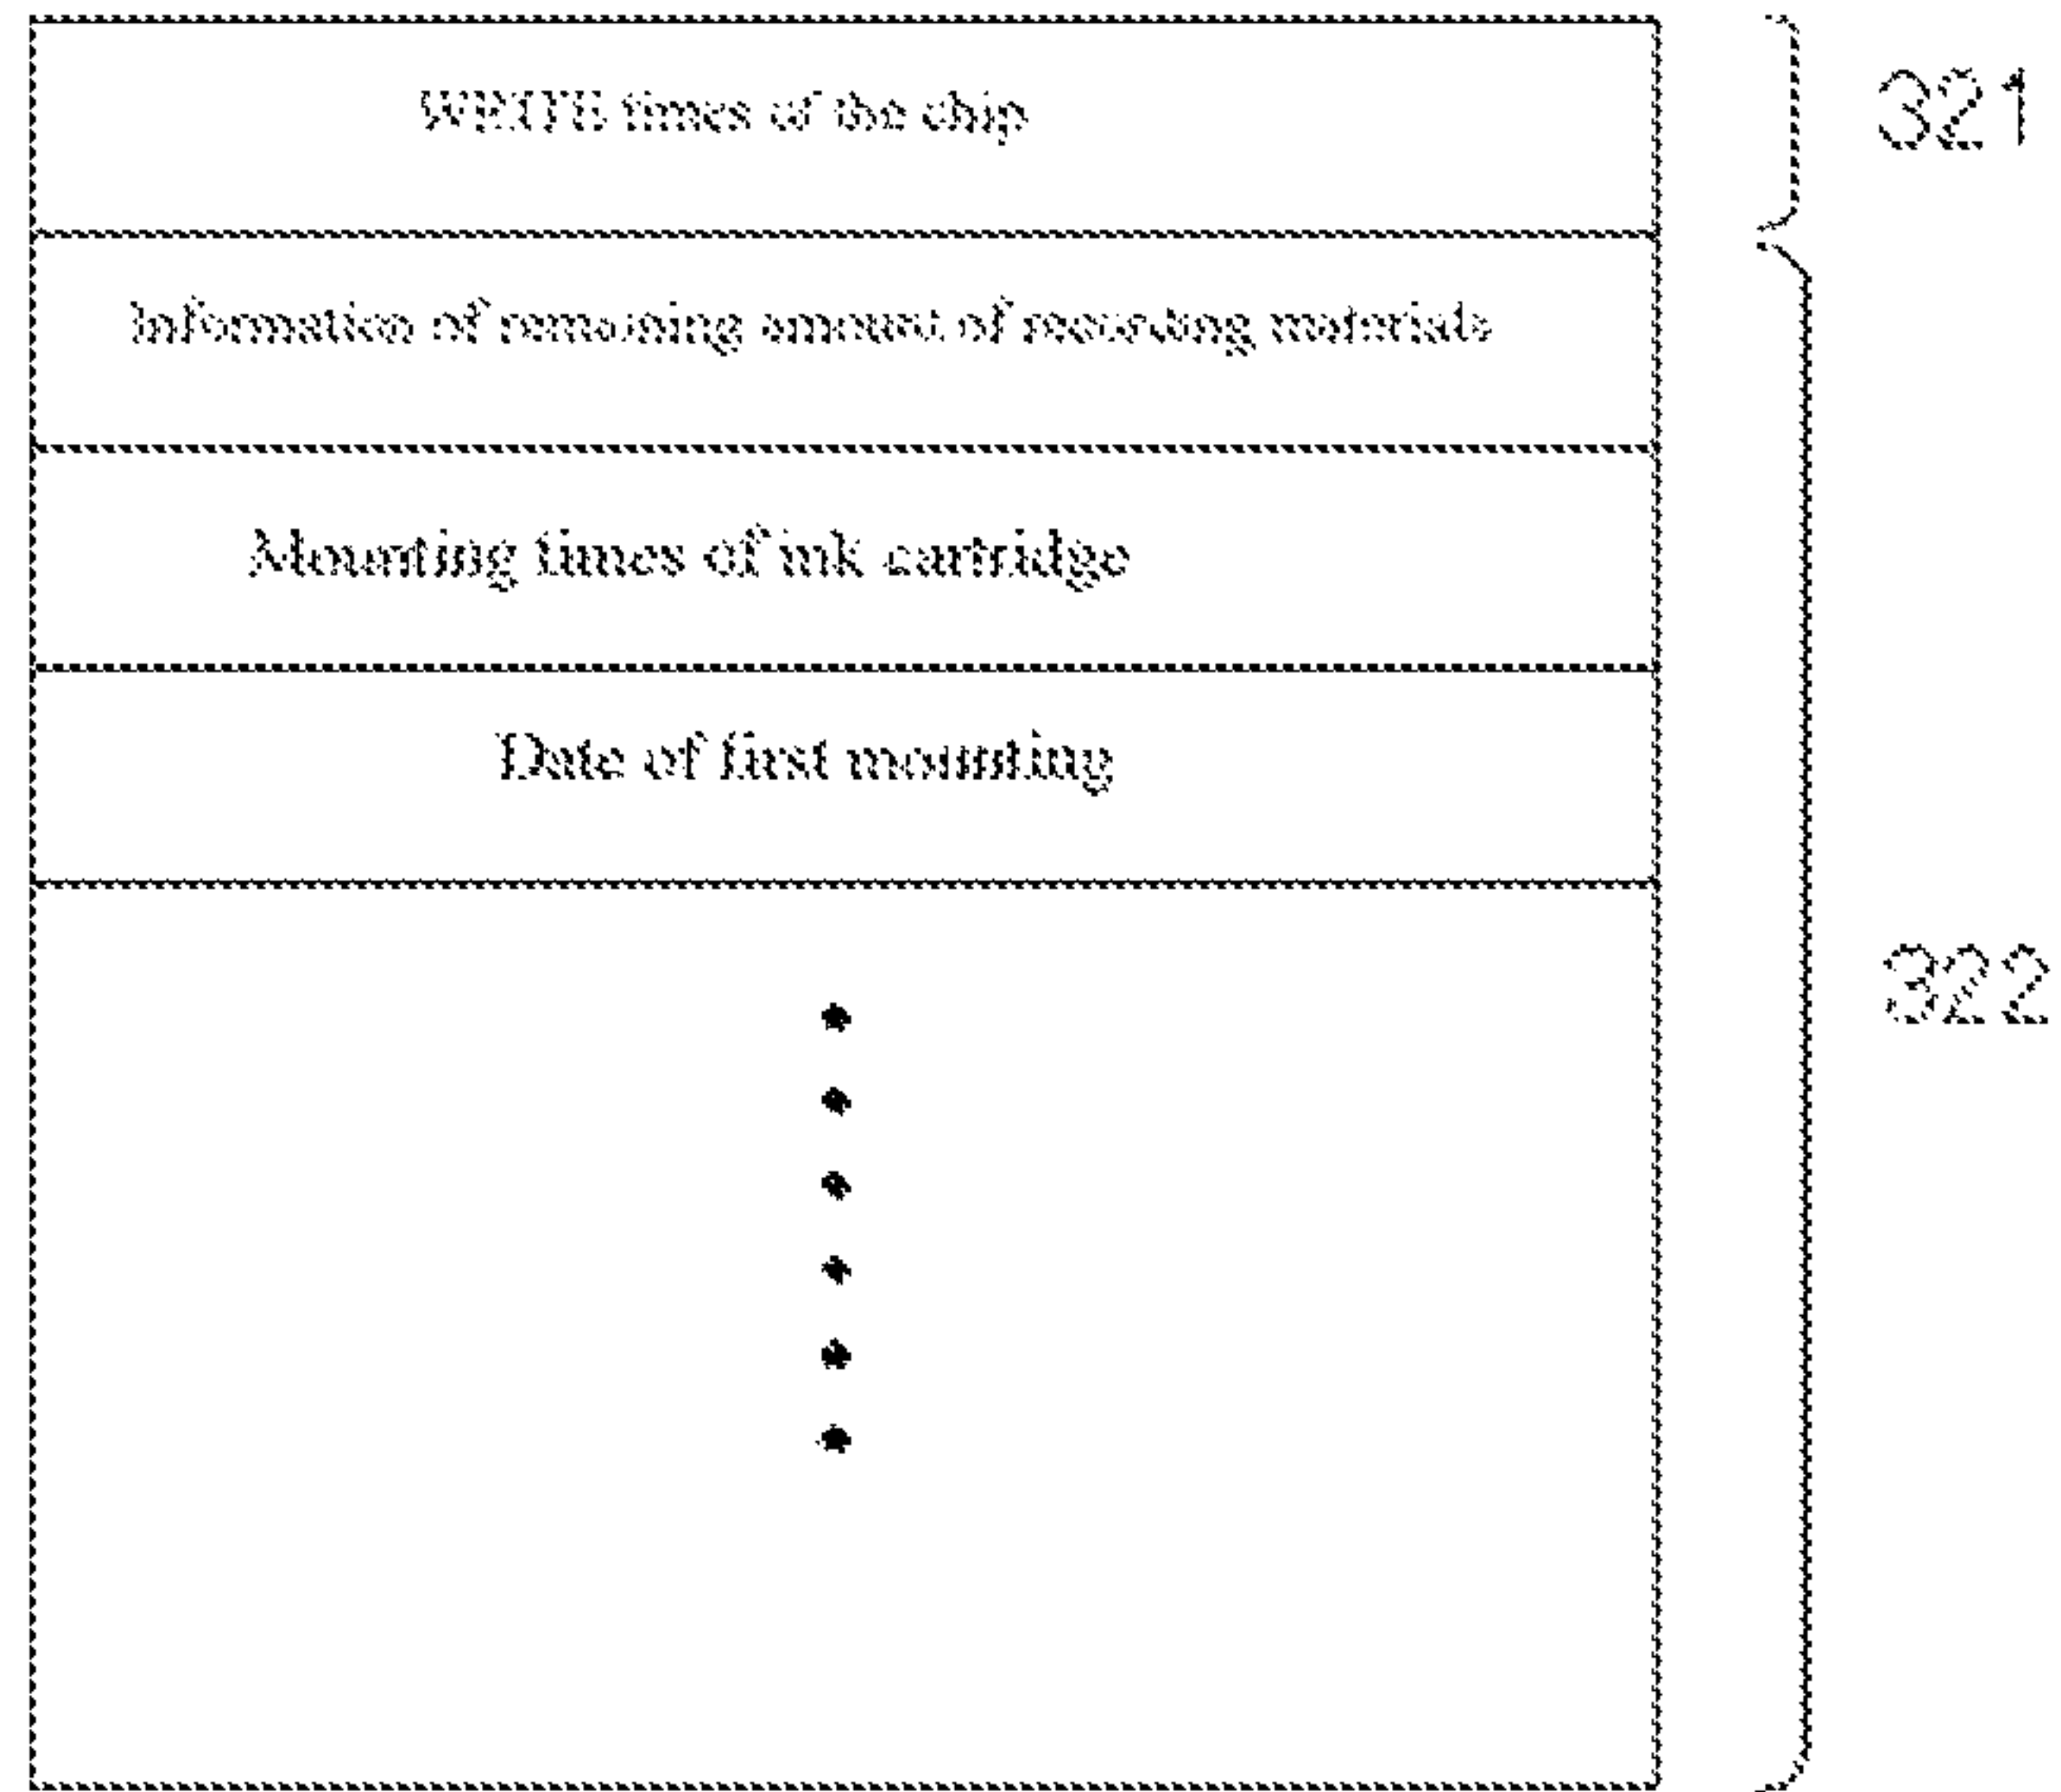 WRITE times of the chip
321
Information of remaining amount of recording materials
Mounting times of ink cartridge
Date of first mounting
322